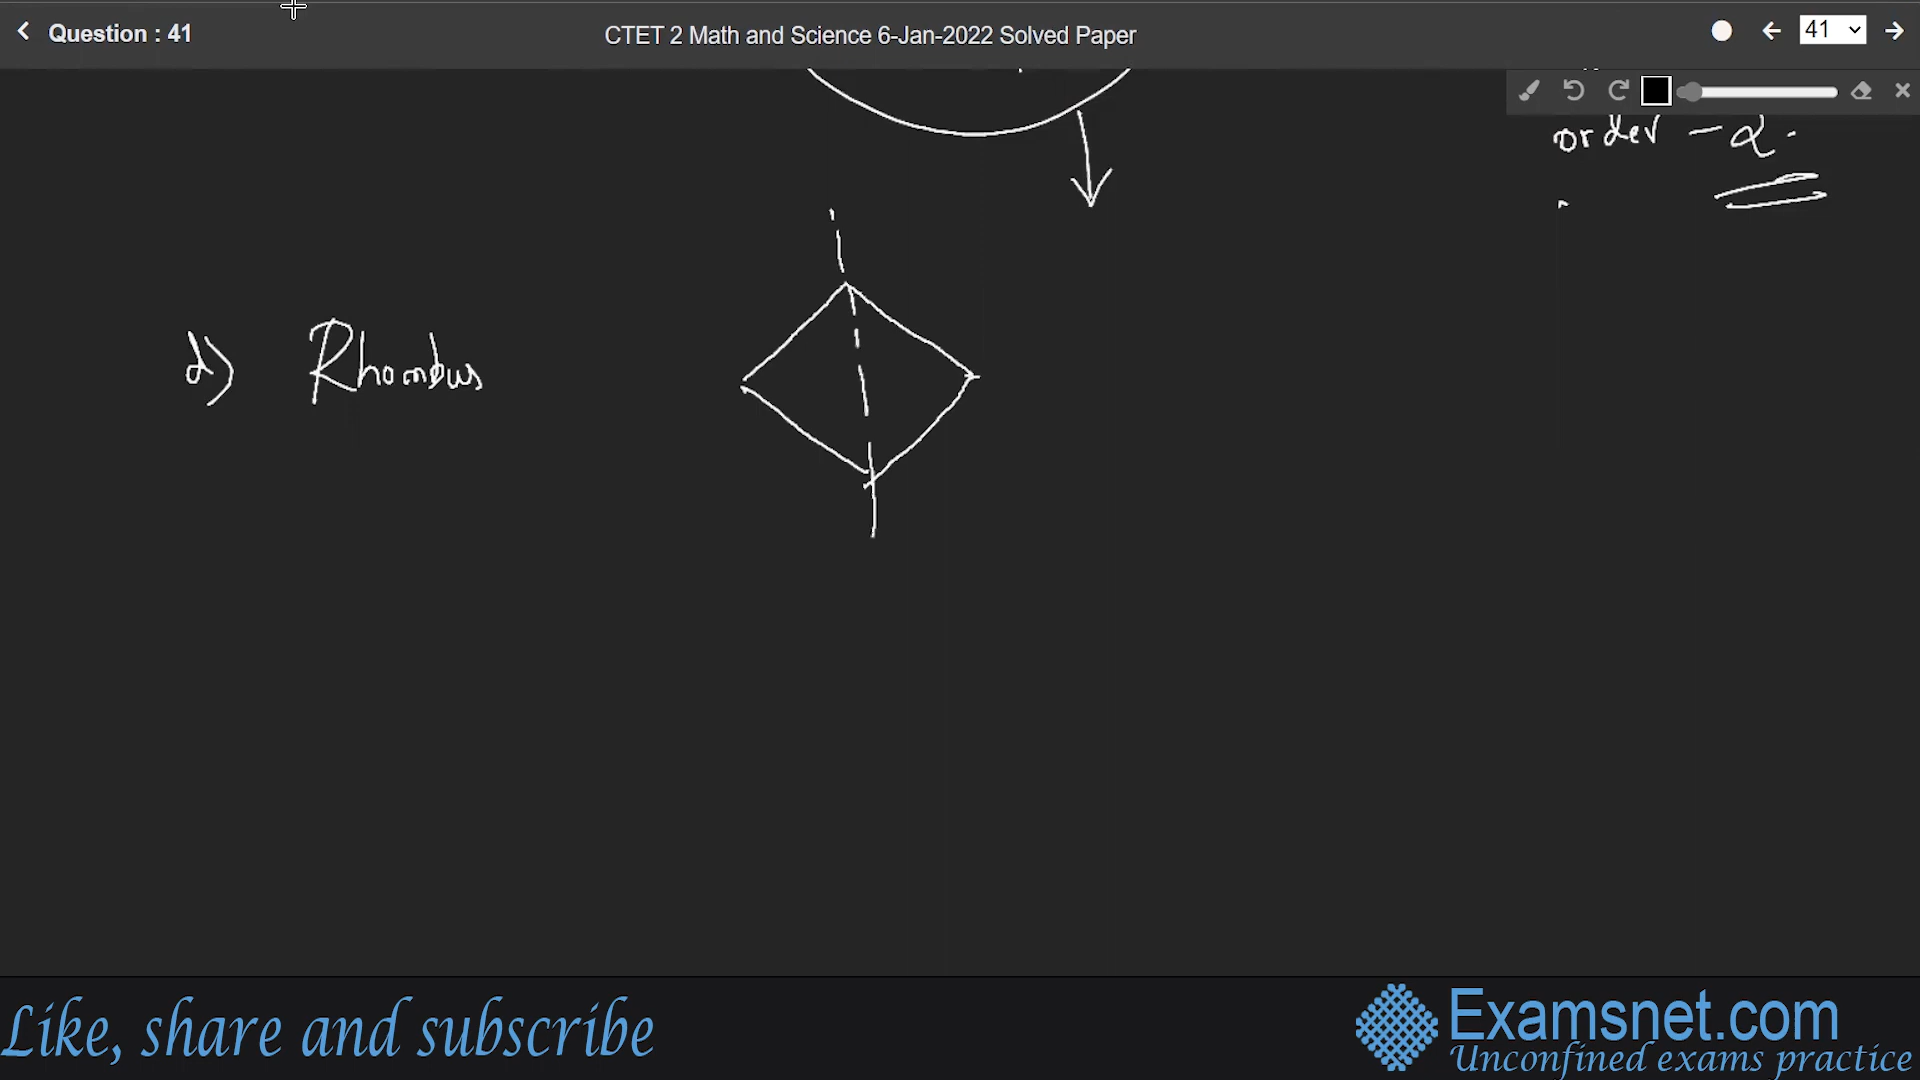 Question : 41
CTET 2 Math and Science 6-Jan-2022 Solved Paper
41
order - 2.
d) Rhombus
Like, share and subscribe
Examsnet.com
Unconfined exams practice